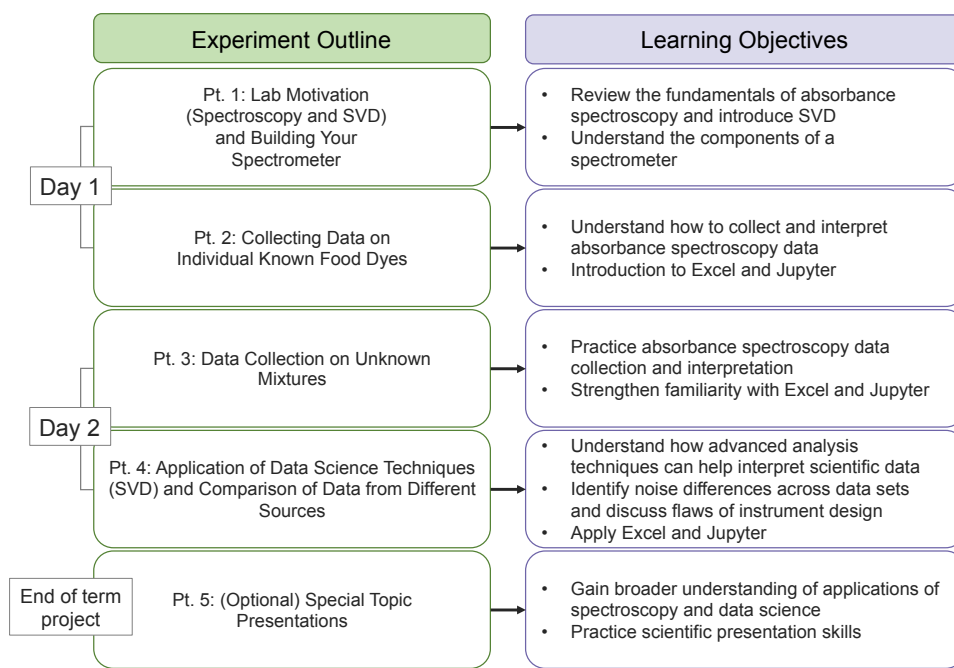 Experiment Outline
Learning Objectives
Day 1
Pt. 1: Lab Motivation
(Spectroscopy and SVD)
and Building Your
Spectrometer
• Review the fundamentals of absorbance
spectroscopy and introduce SVD
• Understand the components of a
spectrometer
Pt. 2: Collecting Data on
Individual Known Food Dyes
• Understand how to collect and interpret
absorbance spectroscopy data
• Introduction to Excel and Jupyter
Day 2
Pt. 3: Data Collection on Unknown
Mixtures
• Practice absorbance spectroscopy data
collection and interpretation
• Strengthen familiarity with Excel and Jupyter
Pt. 4: Application of Data Science Techniques
(SVD) and Comparison of Data from Different
Sources
• Understand how advanced analysis
techniques can help interpret scientific data
• Identify noise differences across data sets
and discuss flaws of instrument design
• Apply Excel and Jupyter
End of term
project
Pt. 5: (Optional) Special Topic
Presentations
• Gain broader understanding of applications of
spectroscopy and data science
• Practice scientific presentation skills